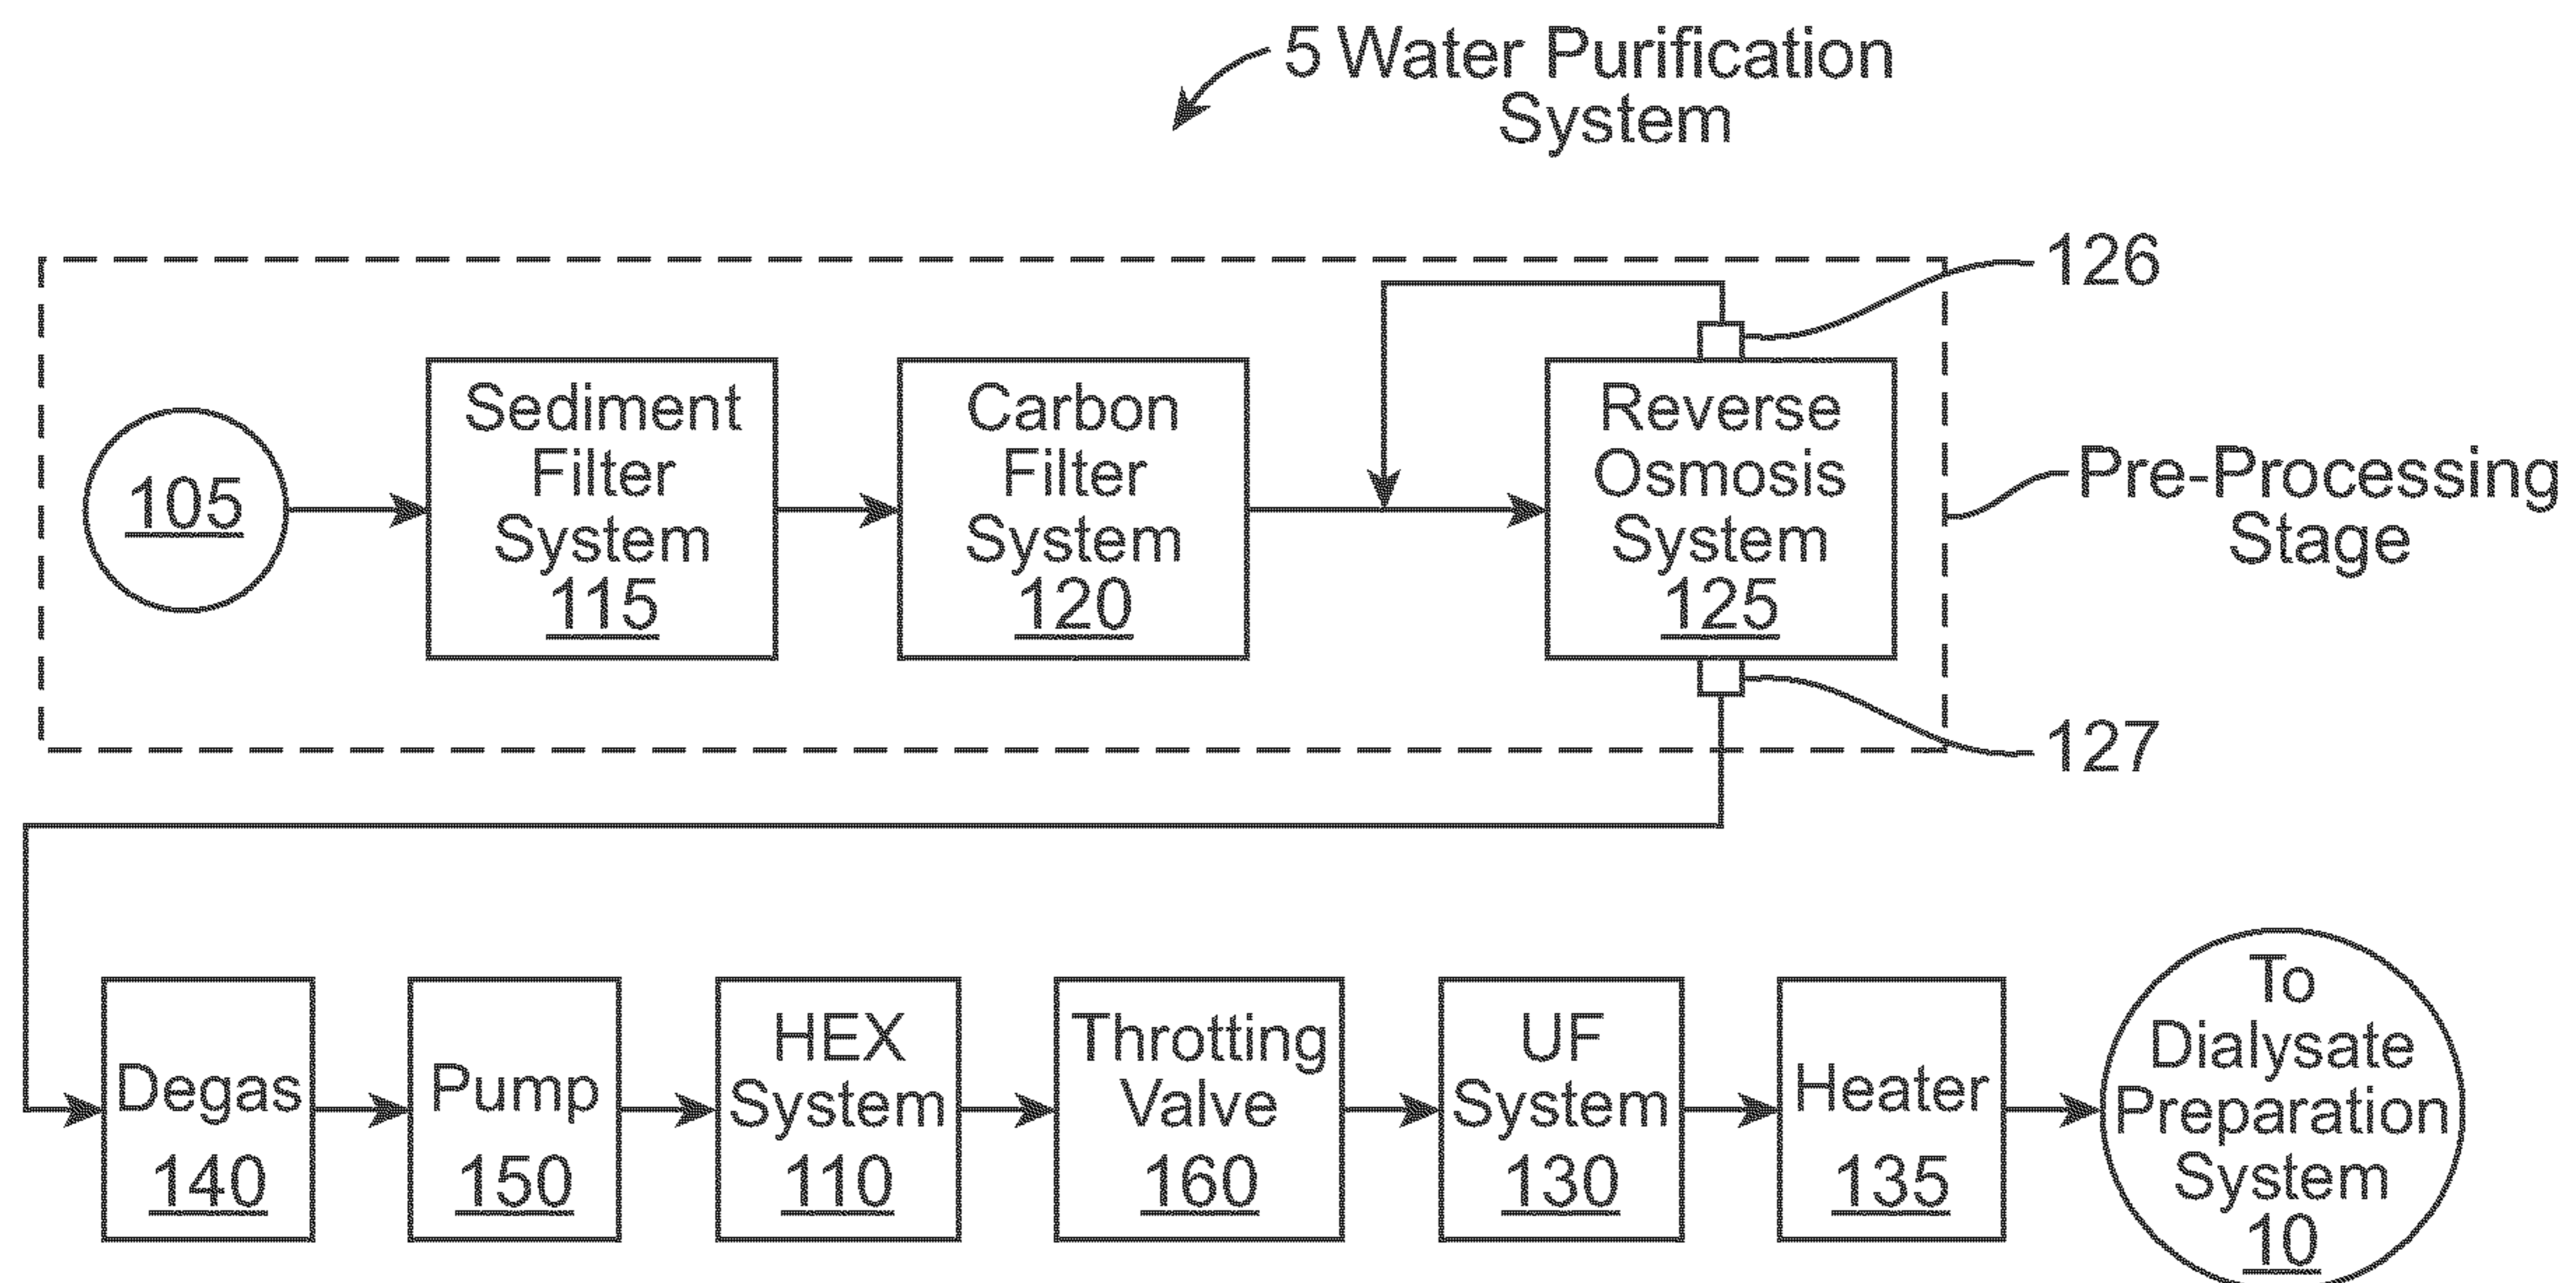 5 Water Purification
System
126
105
Sediment
Filter
System
115
Carbon
Filter
System
120
Reverse
Osmosis
System
125
Pre-Processing
Stage
127
Degas
140
Pump
150
HEX
System
110
Throtting
Valve
160
UF
System
130
Heater
135
To
Dialysate
Preparation
System
10